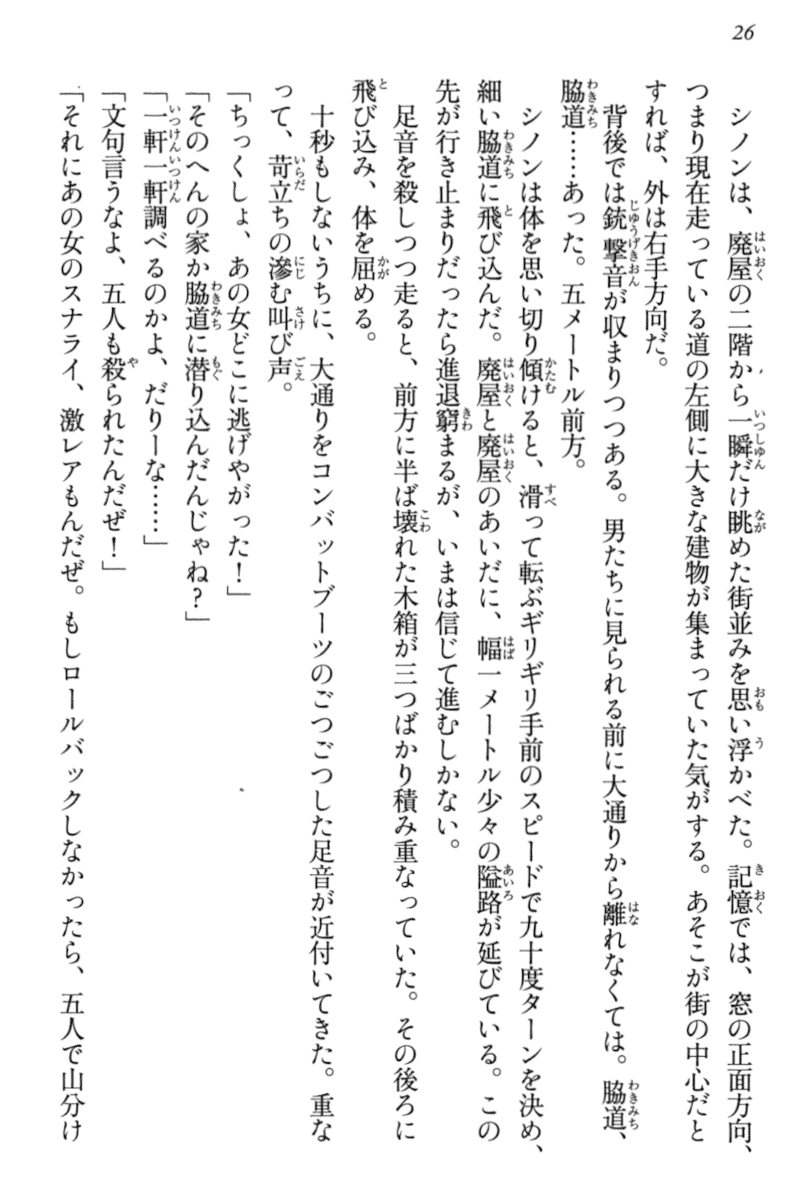 26
シノンは、廃屋の二階から一瞬だけ眺めた街並みを思い浮かべた。記憶では、窓の正面方向、
つまり現在走っている道の左側に大きな建物が集まっていた気がする。あそこが街の中心だと
すれば、外は右手方向だ。
背後では銃撃音が収まりつつある。男たちに見られる前に大通りから離れなくては。脇道、
脇道……あった。五メートル前方。
シノンは体を思い切り傾けると、滑って転ぶギリギリ手前のスピードで九十度ターンを決め、
細い脇道に飛び込んだ。廃屋と廃屋のあいだに、幅一メートル少々の隘路が延びている。この
先が行き止まりだったら進退窮まるが、いまは信じて進むしかない。
足音を殺しつつ走ると、前方に半ば壊れた木箱が三つばかり積み重なっていた。その後ろに
飛び込み、体を屈める。
十秒もしないうちに、大通りをコンバットブーツのごつごつした足音が近付いてきた。重な
って、苛立ちの滲む叫び声。
「ちっくしょ、あの女どこに逃げやがった！」
「そのへんの家か脇道に潜り込んだんじゃね？」
「一軒一軒調べるのかよ、だりーな……」
「文句言うなよ、五人も殺られたんだぜ！」
「それにあの女のスナライ、激レアもんだぜ。もしロールバックしなかったら、五人で山分け